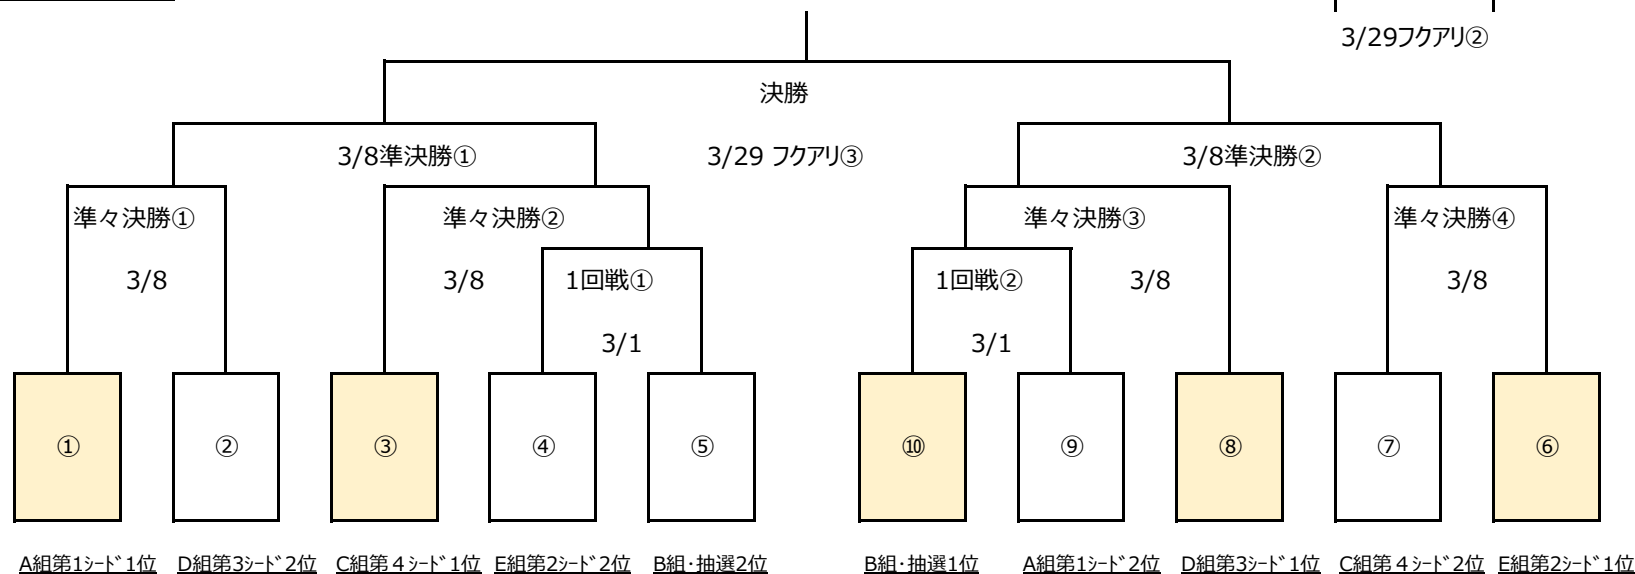 3/29フクアリ②
決勝
3/8準決勝① 3/29 フクアリ③ 3/8準決勝②
準々決勝① 準々決勝② 準々決勝③ 準々決勝④
3/8 3/8 1回戦① 1回戦② 3/8 3/8
3/1 3/1
① ② ③ ④ ⑤ ⑩ ⑨ ⑧ ⑦ ⑥
A組第1ｼｰﾄﾞ1位 D組第3ｼｰﾄﾞ2位 C組第４ｼｰﾄﾞ1位 E組第2ｼｰﾄﾞ2位 B組･抽選2位 B組･抽選1位 A組第1ｼｰﾄﾞ2位 D組第3ｼｰﾄﾞ1位 C組第４ｼｰﾄﾞ2位 E組第2ｼｰﾄﾞ1位